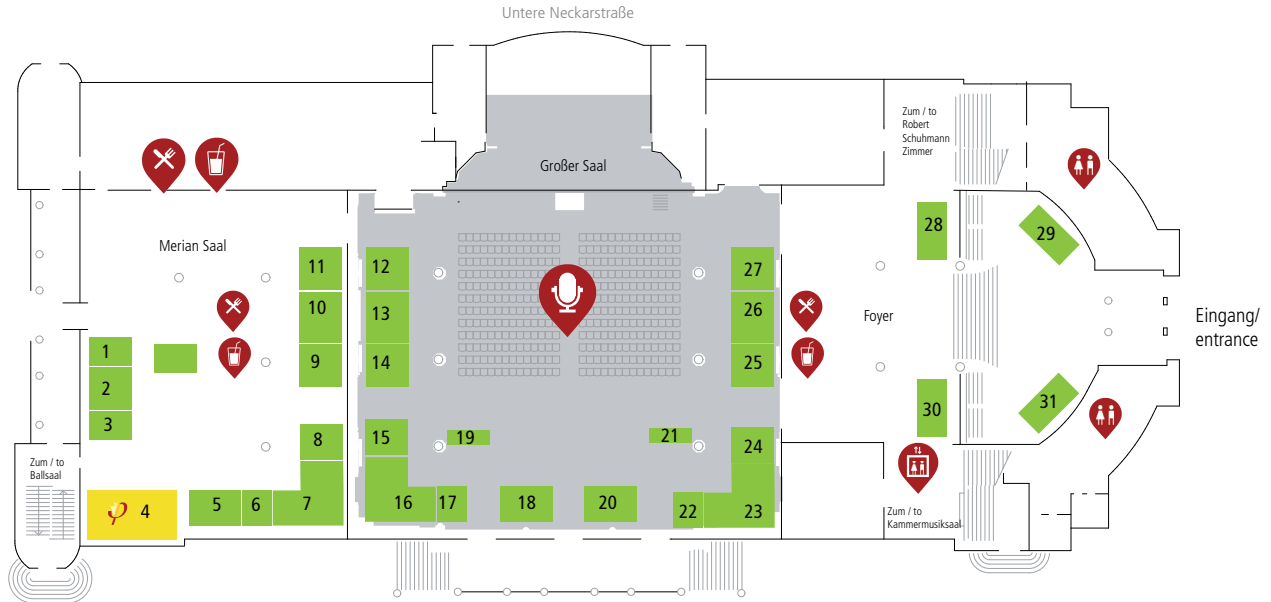 Untere Neckarstraße
Zum / to
Robert
Schuhmann
Zimmer
Großer Saal
Merian Saal
28
29
11
12
27
10
13
26
Foyer
Eingang/
entrance
1
9
14
25
2
3
30
31
8
15
19
21
24
Zum / to
Ballsaal
4
5
6
7
16
17
18
20
22
23
Zum / to
Kammermusiksaal